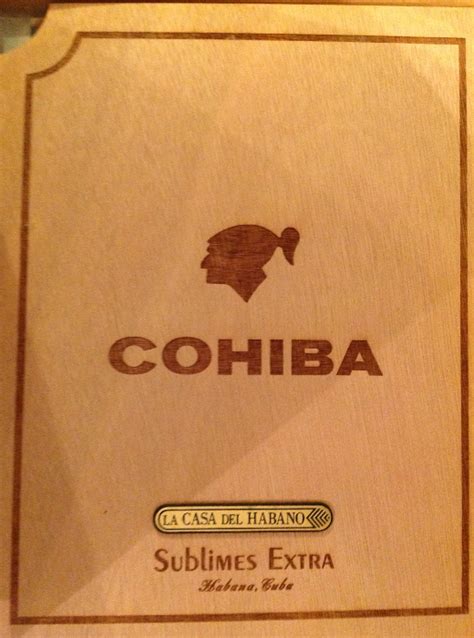 COHIBA
LA CASA DEL HABANO
SUBLIMES EXTRA
Habana, Cuba